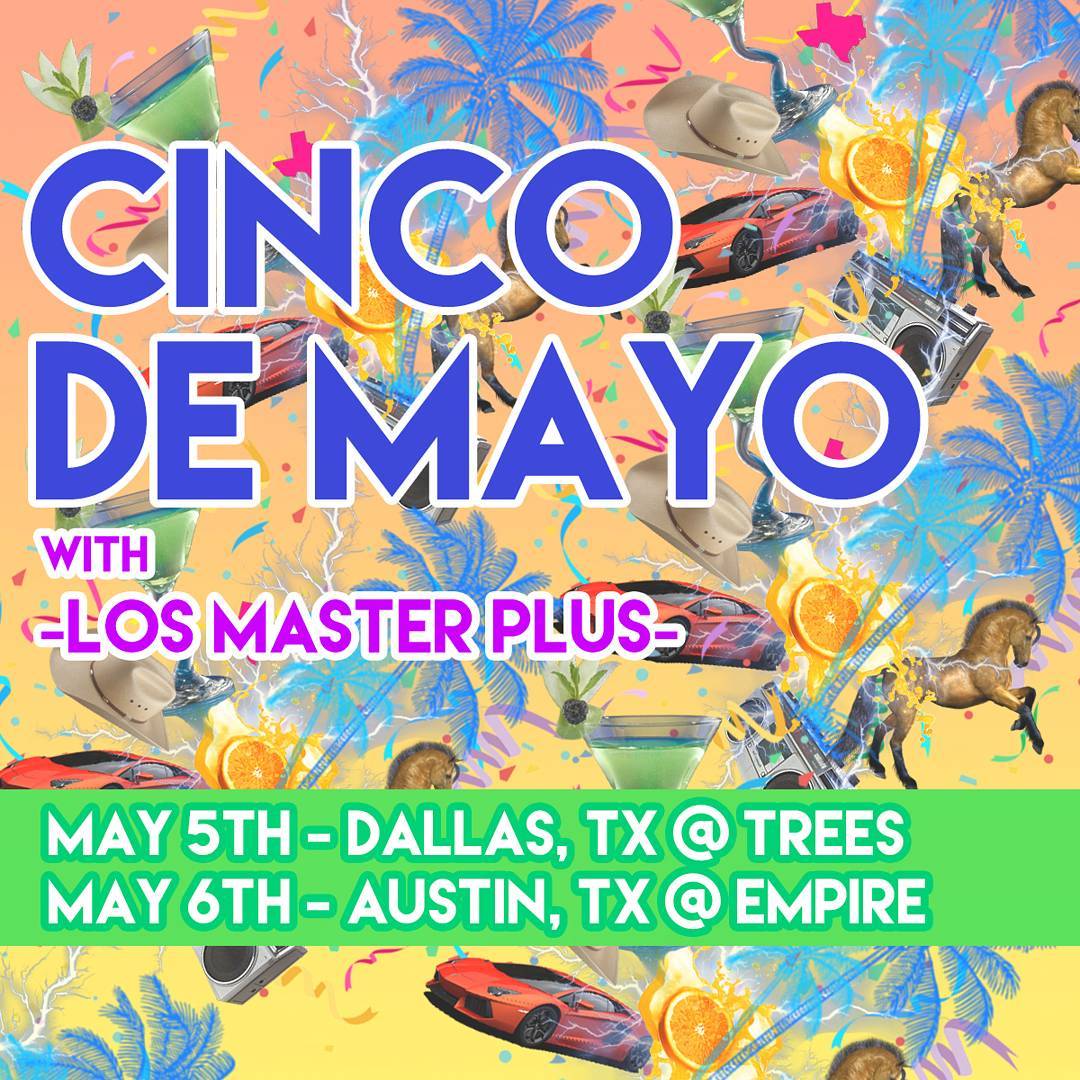 CINCO
DE MAYO
WITH
-LOS MASTER PLUS-
MAY 5TH - DALLAS, TX @ TREES
MAY 6TH - AUSTIN, TX @ EMPIRE